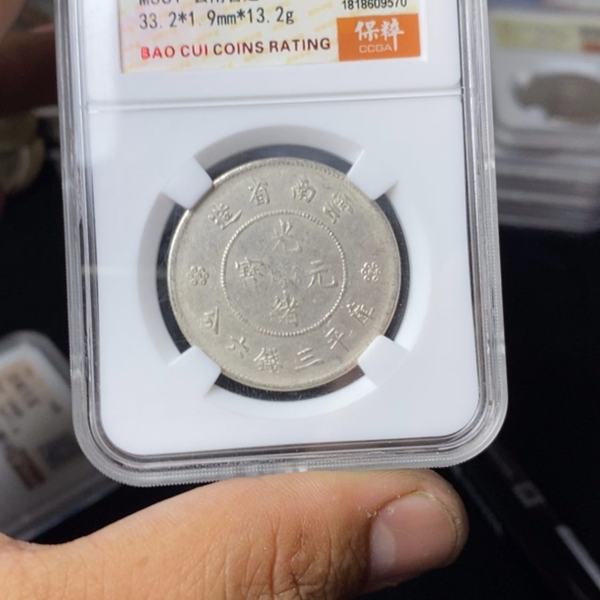 33.2*1.9mm*13.2g
1818609570
BAO CUI COINS RATING
保粹
CCGA
雲南省造
光緒元寶
庫平三錢六分